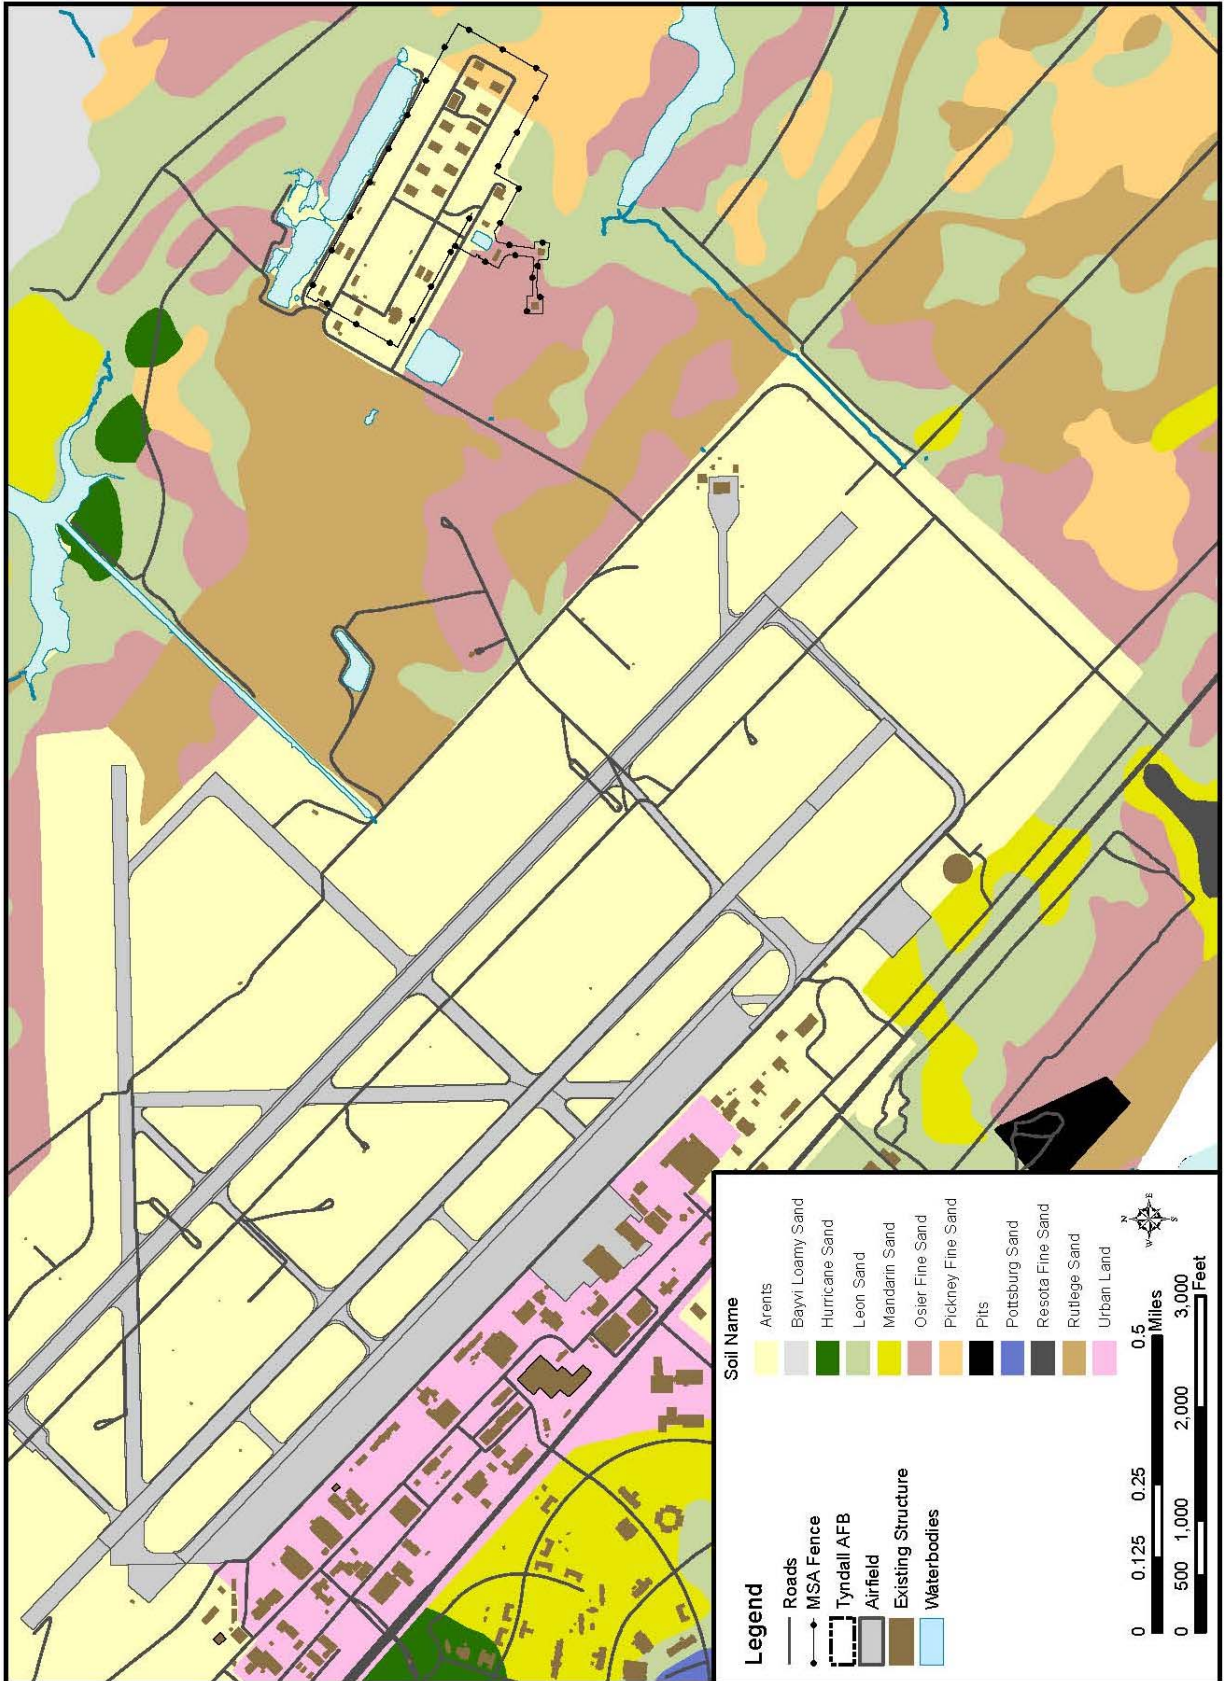 Legend
Roads
MSA Fence
Tyndall AFB
Airfield
Existing Structure
Waterbodies
Soil Name
Arents
Bayvi Loamy Sand
Hurricane Sand
Leon Sand
Mandarin Sand
Osier Fine Sand
Pickney Fine Sand
Pits
Pottsburg Sand
Resota Fine Sand
Rutlege Sand
Urban Land
N
W E
S
0 0.125 0.25 0.5
Miles
0 500 1,000 2,000 3,000
Feet